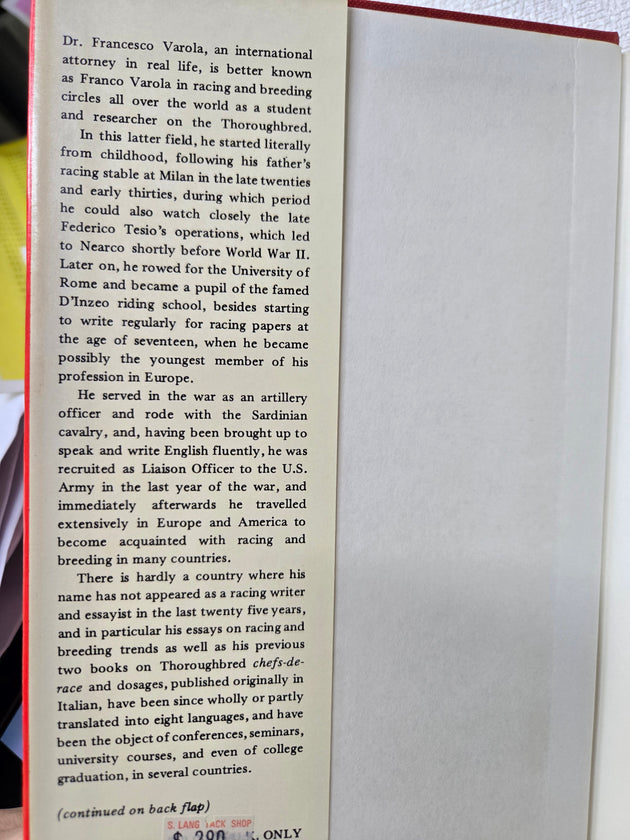 Dr. Francesco Varola, an international
attorney in real life, is better known
as Franco Varola in racing and breeding
circles all over the world as a student
and researcher on the Thoroughbred.
In this latter field, he started literally
from childhood, following his father's
racing stable at Milan in the late twenties
and early thirties, during which period
he could also watch closely the late
Federico Tesio's operations, which led
to Nearco shortly before World War II.
Later on, he rowed for the University of
Rome and became a pupil of the famed
D'Inzeo riding school, besides starting
to write regularly for racing papers at
the age of seventeen, when he became
possibly the youngest member of his
profession in Europe.
He served in the war as an artillery
officer and rode with the Sardinian
cavalry, and, having been brought up to
speak and write English fluently, he was
recruited as Liaison Officer to the U.S.
Army in the last year of the war, and
immediately afterwards he travelled
extensively in Europe and America to
become acquainted with racing and
breeding in many countries.
There is hardly a country where his
name has not appeared as a racing writer
and essayist in the last twenty five years,
and in particular his essays on racing and
breeding trends as well as his previous
two books on Thoroughbred chefs-de-
race and dosages, published originally in
Italian, have been since wholly or partly
translated into eight languages, and have
been the object of conferences, seminars,
university courses, and even of college
graduation, in several countries.
(continued on back flap)
S. LANG TACK SHOP
ONLY